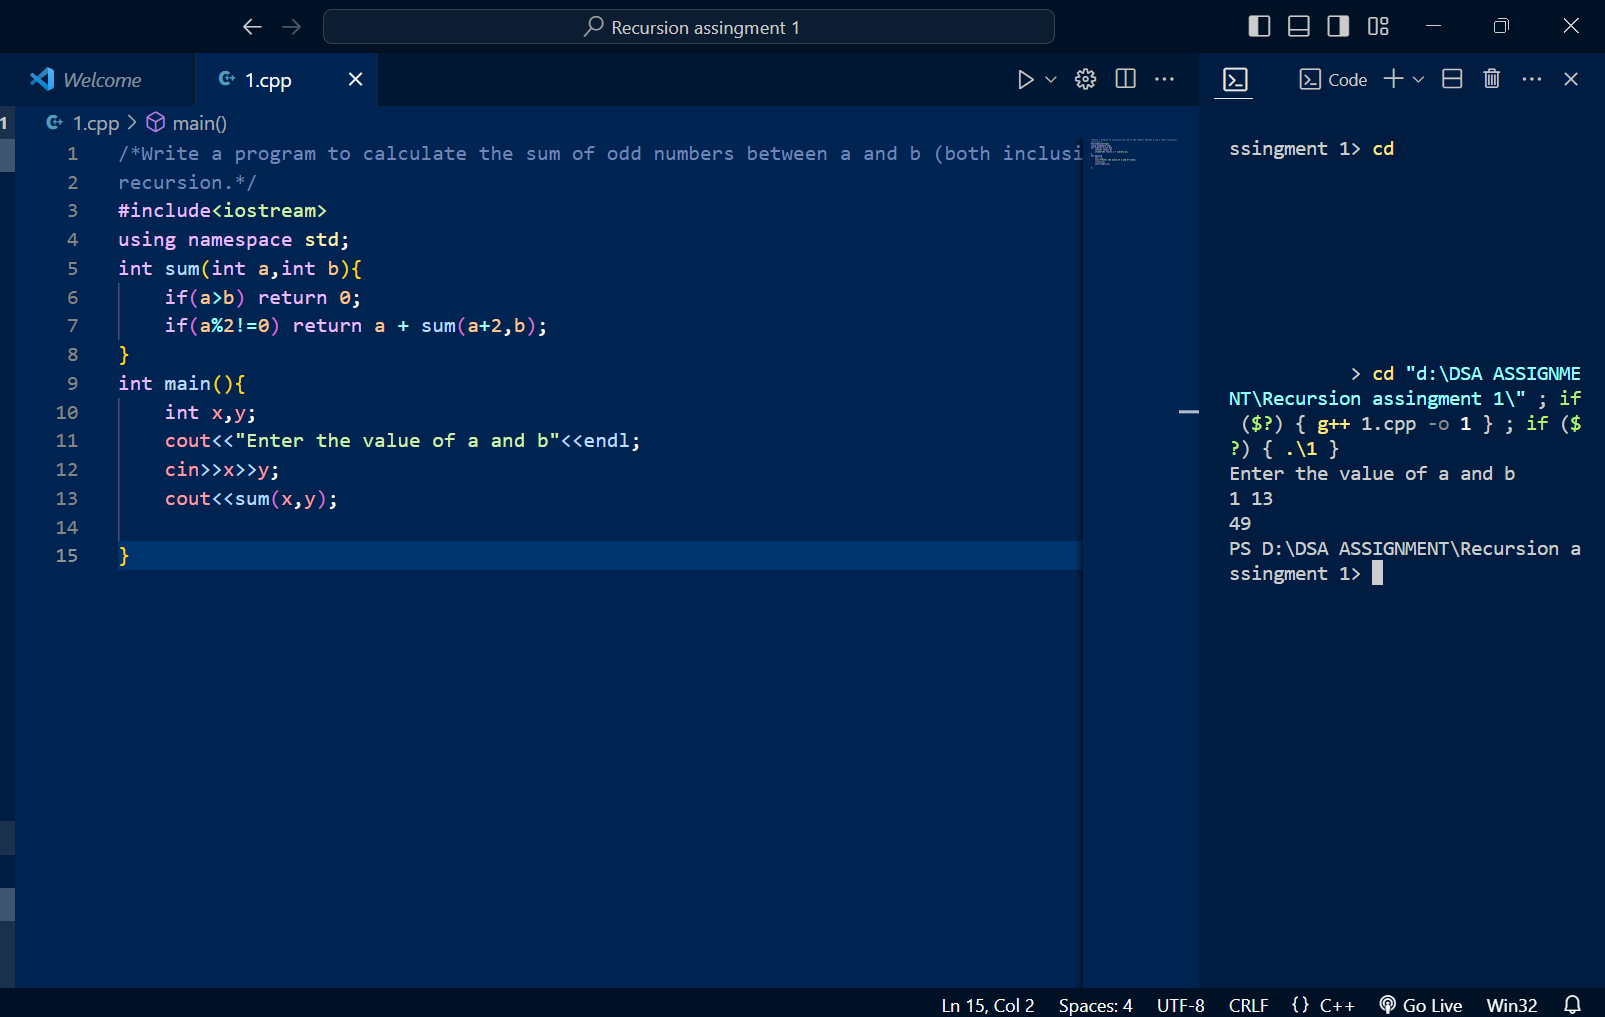 Recursion assingment 1
Welcome
1.cpp
Code
1
1.cpp > main()
1 /*Write a program to calculate the sum of odd numbers between a and b (both inclusi
2 recursion.*/
3 #include<iostream>
4 using namespace std;
5 int sum(int a,int b){
6 if(a>b) return 0;
7 if(a%2!=0) return a + sum(a+2,b);
8 }
9 int main(){
10 int x,y;
11 cout<<"Enter the value of a and b"<<endl;
12 cin>>x>>y;
13 cout<<sum(x,y);
14
15 }
ssingment 1> cd
> cd "d:\DSA ASSIGNME
NT\Recursion assingment 1\" ; if
($?) { g++ 1.cpp -o 1 } ; if ($
?) { .\1 }
Enter the value of a and b
1 13
49
PS D:\DSA ASSIGNMENT\Recursion a
ssingment 1>
Ln 15, Col 2 Spaces: 4 UTF-8 CRLF {} C++ Go Live Win32